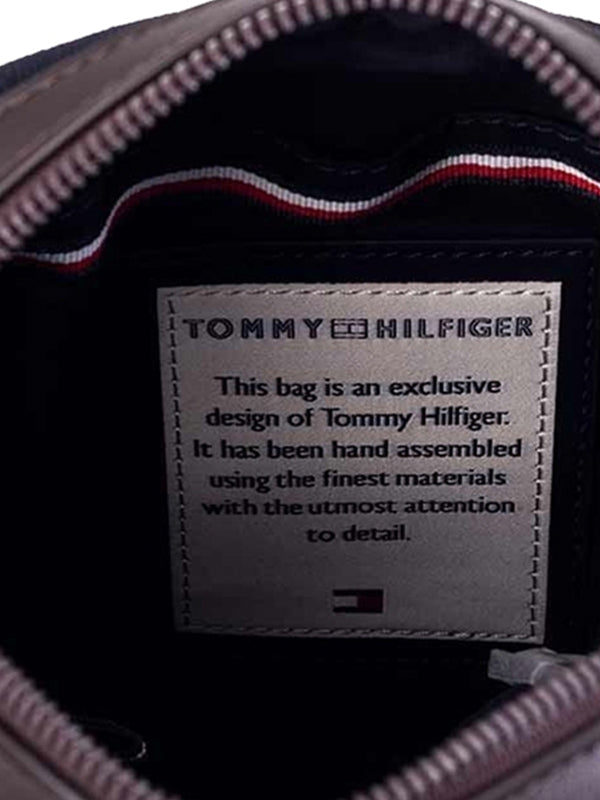 TOMMY HILFIGER
This bag is an exclusive
design of Tommy Hilfiger.
It has been hand assembled
using the finest materials
with the utmost attention
to detail.